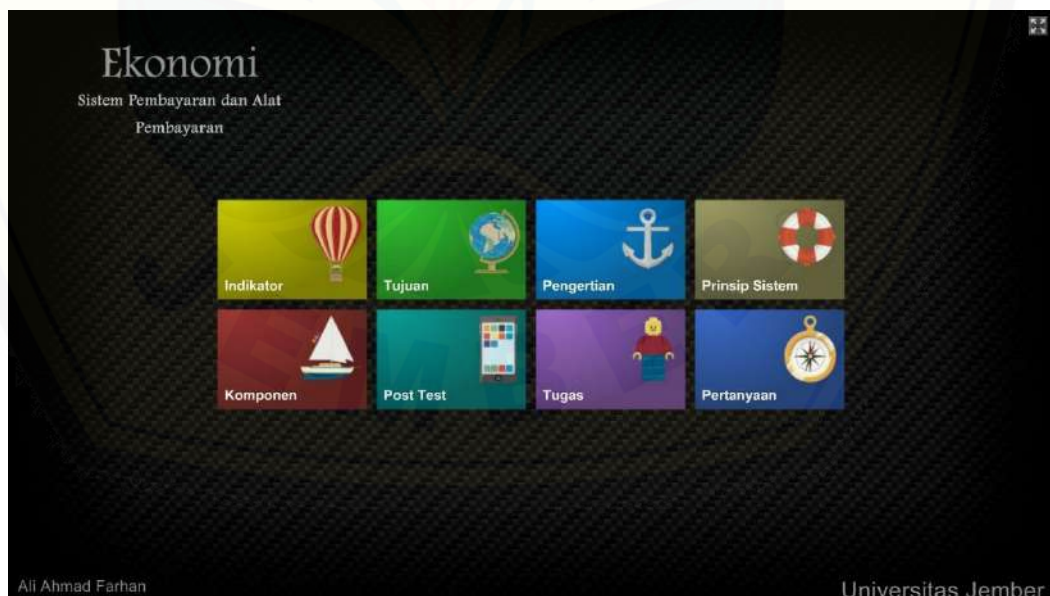 Ekonomi
Sistem Pembayaran dan Alat
Pembayaran
Indikator
Tujuan
Pengertian
Prinsip Sistem
Komponen
Post Test
Tugas
Pertanyaan
Ali Ahmad Farhan
Universitas Jember